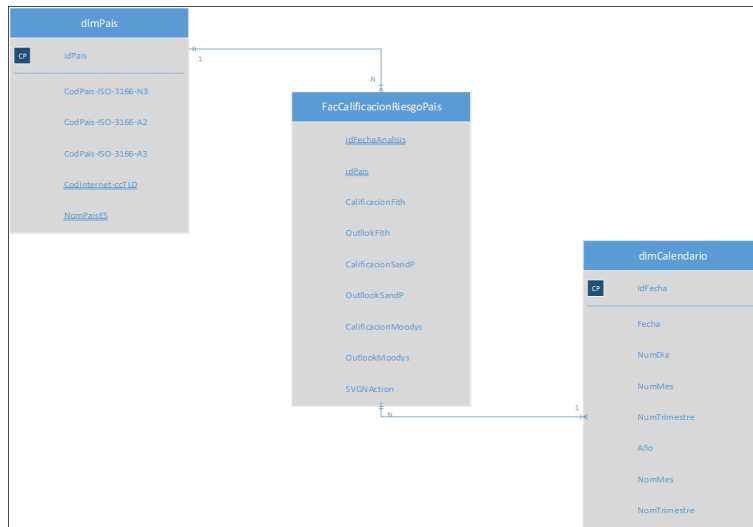 dimPais
CP idPais
CodPais-ISO-3166-N3
CodPais-ISO-3166-A2
CodPais-ISO-3166-A3
CodInternet-ccTLD
NomPaisES
1
N
FacCalificacionRiesgoPais
idFechaAnalisis
idPais
CalificacionFith
OutllokFith
CalificacionSandP
OutllookSandP
CalificacionMoodys
OutlookMoodys
SVGNAction
N
1
dimCalendario
CP idFecha
Fecha
NumDia
NumMes
NumTrimestre
Año
NomMes
NomTrimestre